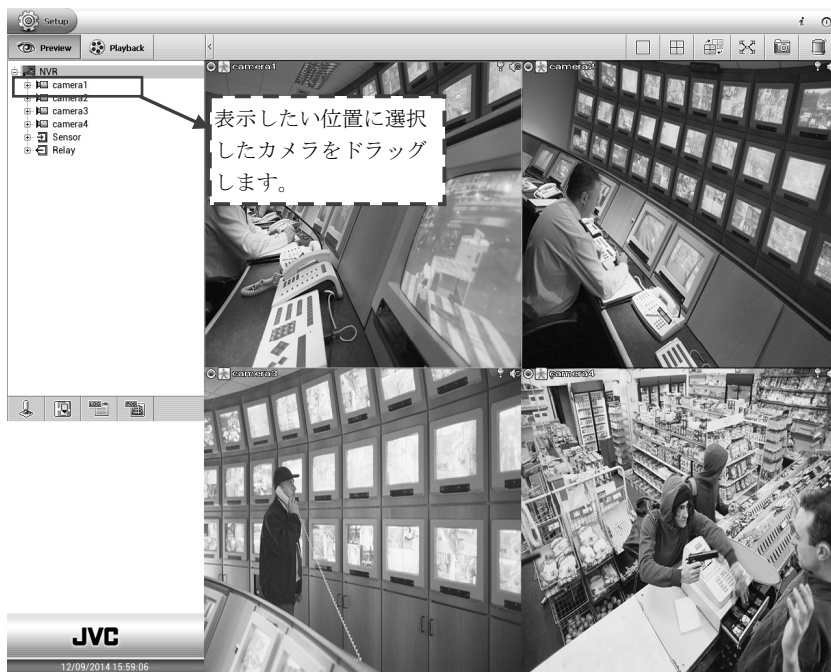 Setup
i
Preview
Playback
<
NVR
camera1
camera2
camera3
camera4
Sensor
Relay
camera1
camera2
表示したい位置に選択
したカメラをドラッグ
します。
camera3
camera4
LOG
JVC
12/09/2014 15:59:06